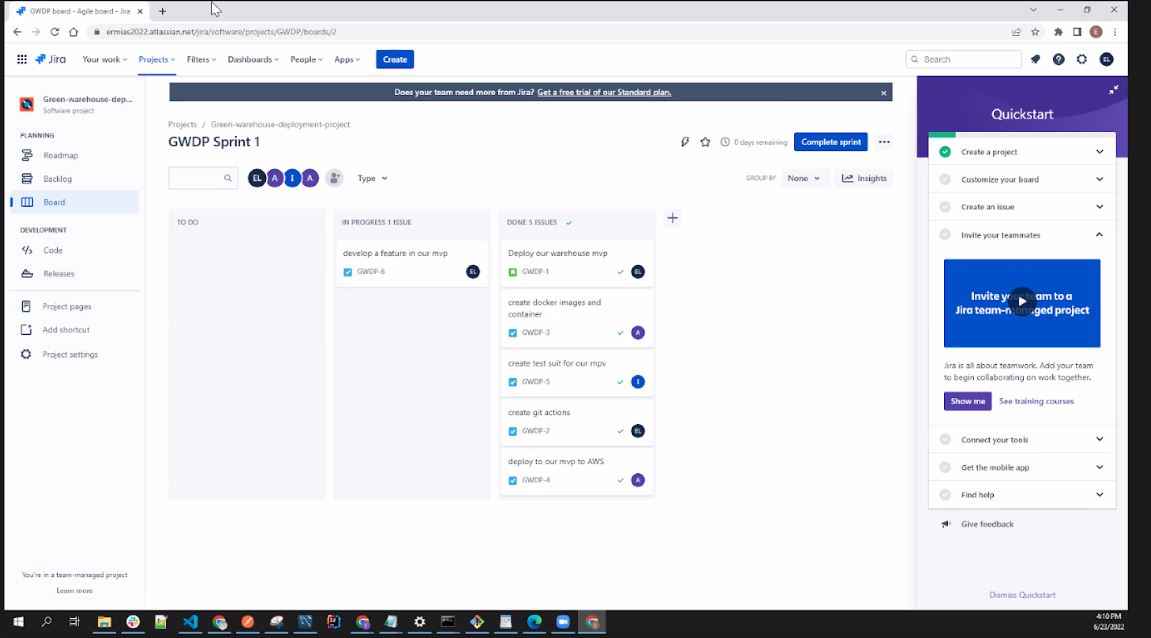 GWDP board - Agile board - Jira
ermias2022.atlassian.net/jira/software/projects/GWDP/boards/2
E
Jira
Your work
Projects
Filters
Dashboards
People
Apps
Create
Search
EL
Does your team need more from Jira? Get a free trial of our Standard plan.
Green-warehouse-dep...
Software project
PLANNING
Roadmap
Backlog
Board
DEVELOPMENT
Code
Releases
Project pages
Add shortcut
Project settings
You're in a team-managed project
Learn more
Projects / Green-warehouse-deployment-project
GWDP Sprint 1
0 days remaining
Complete sprint
EL A I A
Type
GROUP BY
None
Insights
TO DO
IN PROGRESS 1 ISSUE
develop a feature in our mvp
GWDP-6
EL
DONE 5 ISSUES
Deploy our warehouse mvp
GWDP-1
EL
create docker images and
container
GWDP-3
A
create test suit for our mpv
GWDP-5
I
create git actions
GWDP-2
EL
deploy to our mvp to AWS
GWDP-4
A
Quickstart
Create a project
Customize your board
Create an issue
Invite your teammates
Jira is all about teamwork. Add your team
to begin collaborating on work together.
Show me
See training courses
Connect your tools
Get the mobile app
Find help
Give feedback
Dismiss Quickstart
4:10 PM
6/23/2022